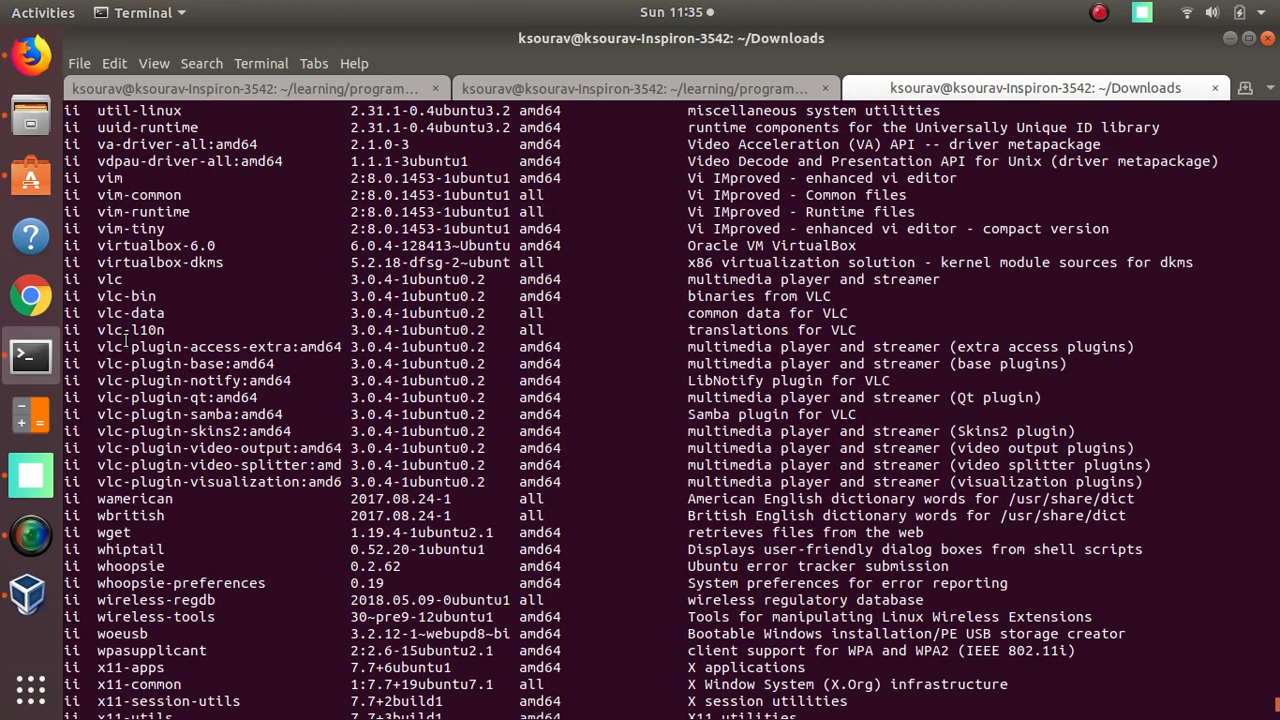 Activities Terminal Sun 11:35
ksourav@ksourav-Inspiron-3542: ~/Downloads
File Edit View Search Terminal Tabs Help
ksourav@ksourav-Inspiron-3542: ~/learning/program... × ksourav@ksourav-Inspiron-3542: ~/learning/program... × ksourav@ksourav-Inspiron-3542: ~/Downloads ×
ii util-linux 2.31.1-0.4ubuntu3.2 amd64 miscellaneous system utilities
ii uuid-runtime 2.31.1-0.4ubuntu3.2 amd64 runtime components for the Universally Unique ID library
ii va-driver-all:amd64 2.1.0-3 amd64 Video Acceleration (VA) API -- driver metapackage
ii vdpau-driver-all:amd64 1.1.1-3ubuntu1 amd64 Video Decode and Presentation API for Unix (driver metapackage)
ii vim 2:8.0.1453-1ubuntu1 amd64 Vi IMproved - enhanced vi editor
ii vim-common 2:8.0.1453-1ubuntu1 all Vi IMproved - Common files
ii vim-runtime 2:8.0.1453-1ubuntu1 all Vi IMproved - Runtime files
ii vim-tiny 2:8.0.1453-1ubuntu1 amd64 Vi IMproved - enhanced vi editor - compact version
ii virtualbox-6.0 6.0.4-128413~Ubuntu amd64 Oracle VM VirtualBox
ii virtualbox-dkms 5.2.18-dfsg-2~ubunt all x86 virtualization solution - kernel module sources for dkms
ii vlc 3.0.4-1ubuntu0.2 amd64 multimedia player and streamer
ii vlc-bin 3.0.4-1ubuntu0.2 amd64 binaries from VLC
ii vlc-data 3.0.4-1ubuntu0.2 all common data for VLC
ii vlc-l10n 3.0.4-1ubuntu0.2 all translations for VLC
ii vlc-plugin-access-extra:amd64 3.0.4-1ubuntu0.2 amd64 multimedia player and streamer (extra access plugins)
ii vlc-plugin-base:amd64 3.0.4-1ubuntu0.2 amd64 multimedia player and streamer (base plugins)
ii vlc-plugin-notify:amd64 3.0.4-1ubuntu0.2 amd64 LibNotify plugin for VLC
ii vlc-plugin-qt:amd64 3.0.4-1ubuntu0.2 amd64 multimedia player and streamer (Qt plugin)
ii vlc-plugin-samba:amd64 3.0.4-1ubuntu0.2 amd64 Samba plugin for VLC
ii vlc-plugin-skins2:amd64 3.0.4-1ubuntu0.2 amd64 multimedia player and streamer (Skins2 plugin)
ii vlc-plugin-video-output:amd64 3.0.4-1ubuntu0.2 amd64 multimedia player and streamer (video output plugins)
ii vlc-plugin-video-splitter:amd 3.0.4-1ubuntu0.2 amd64 multimedia player and streamer (video splitter plugins)
ii vlc-plugin-visualization:amd6 3.0.4-1ubuntu0.2 amd64 multimedia player and streamer (visualization plugins)
ii wamerican 2017.08.24-1 all American English dictionary words for /usr/share/dict
ii wbritish 2017.08.24-1 all British English dictionary words for /usr/share/dict
ii wget 1.19.4-1ubuntu2.1 amd64 retrieves files from the web
ii whiptail 0.52.20-1ubuntu1 amd64 Displays user-friendly dialog boxes from shell scripts
ii whoopsie 0.2.62 amd64 Ubuntu error tracker submission
ii whoopsie-preferences 0.19 amd64 System preferences for error reporting
ii wireless-regdb 2018.05.09-0ubuntu1 all wireless regulatory database
ii wireless-tools 30~pre9-12ubuntu1 amd64 Tools for manipulating Linux Wireless Extensions
ii woeusb 3.2.12-1~webupd8~bi amd64 Bootable Windows installation/PE USB storage creator
ii wpasupplicant 2:2.6-15ubuntu2.1 amd64 client support for WPA and WPA2 (IEEE 802.11i)
ii x11-apps 7.7+6ubuntu1 amd64 X applications
ii x11-common 1:7.7+19ubuntu7.1 all X Window System (X.Org) infrastructure
ii x11-session-utils 7.7+2build1 amd64 X session utilities
ii x11-utils 7.7+3build1 amd64 X11 utilities